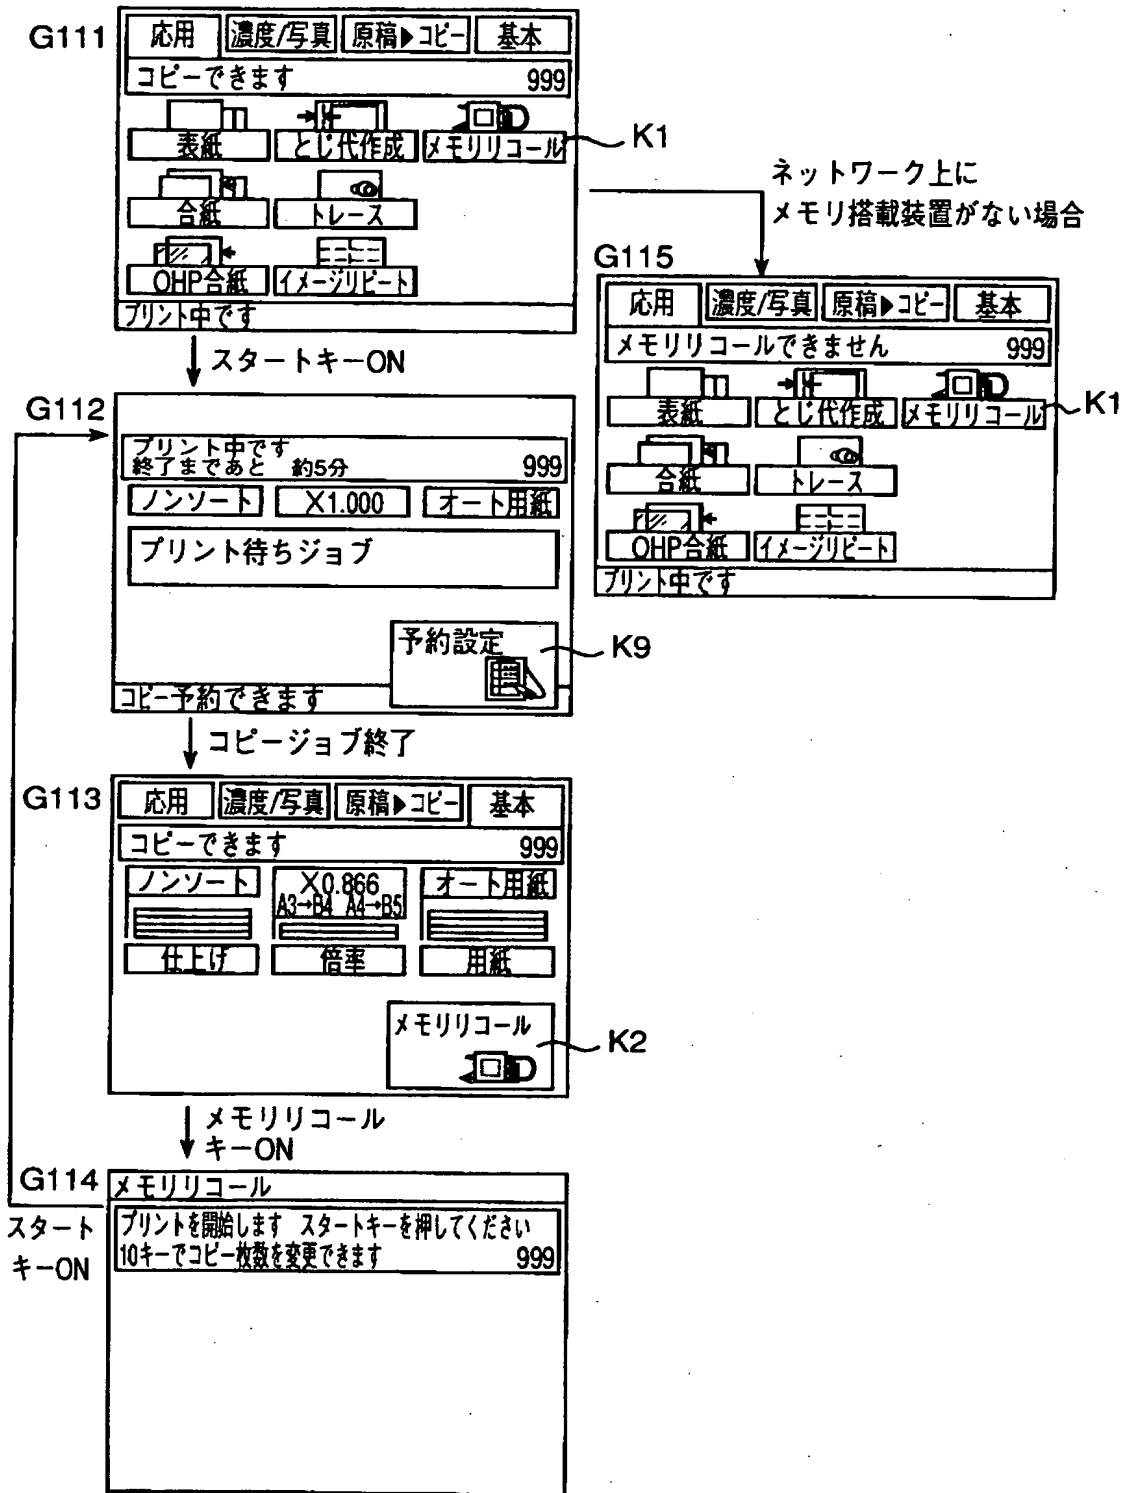 G111
応用 濃度/写真 原稿▶コピー 基本
コピーできます 999
表紙 とじ代作成 メモリリコール K1
合紙 トレース
OHP合紙 イメージリピート
プリント中です
ネットワーク上に
メモリ搭載装置がない場合
G115
応用 濃度/写真 原稿▶コピー 基本
メモリリコールできません 999
表紙 とじ代作成 メモリリコール K1
合紙 トレース
OHP合紙 イメージリピート
プリント中です
スタートキーON
G112
プリント中です
終了まであと 約5分 999
ノンソート X1.000 オート用紙
プリント待ちジョブ
予約設定 K9
コピー予約できます
コピージョブ終了
G113
応用 濃度/写真 原稿▶コピー 基本
コピーできます 999
ノンソート X0.866 オート用紙
A3→B4 A4→B5
仕上げ 倍率 用紙
メモリリコール K2
メモリリコール
キーON
G114
メモリリコール
プリントを開始します スタートキーを押してください
10キーでコピー枚数を変更できます 999
スタート
キーON